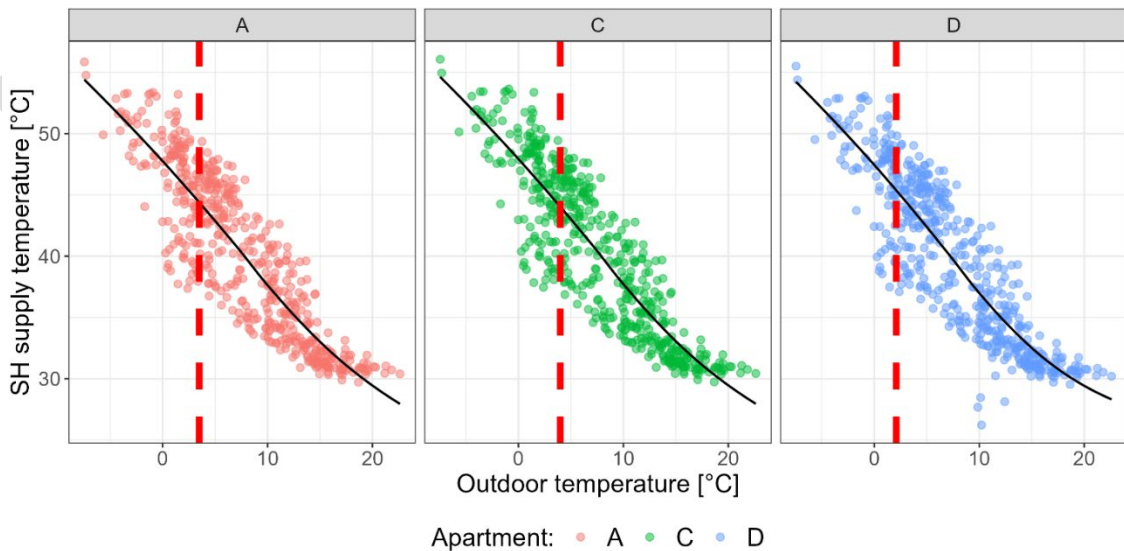 A C D
SH supply temperature [°C]
50
40
30
0 10 20 0 10 20 0 10 20
Outdoor temperature [°C]
Apartment: A C D